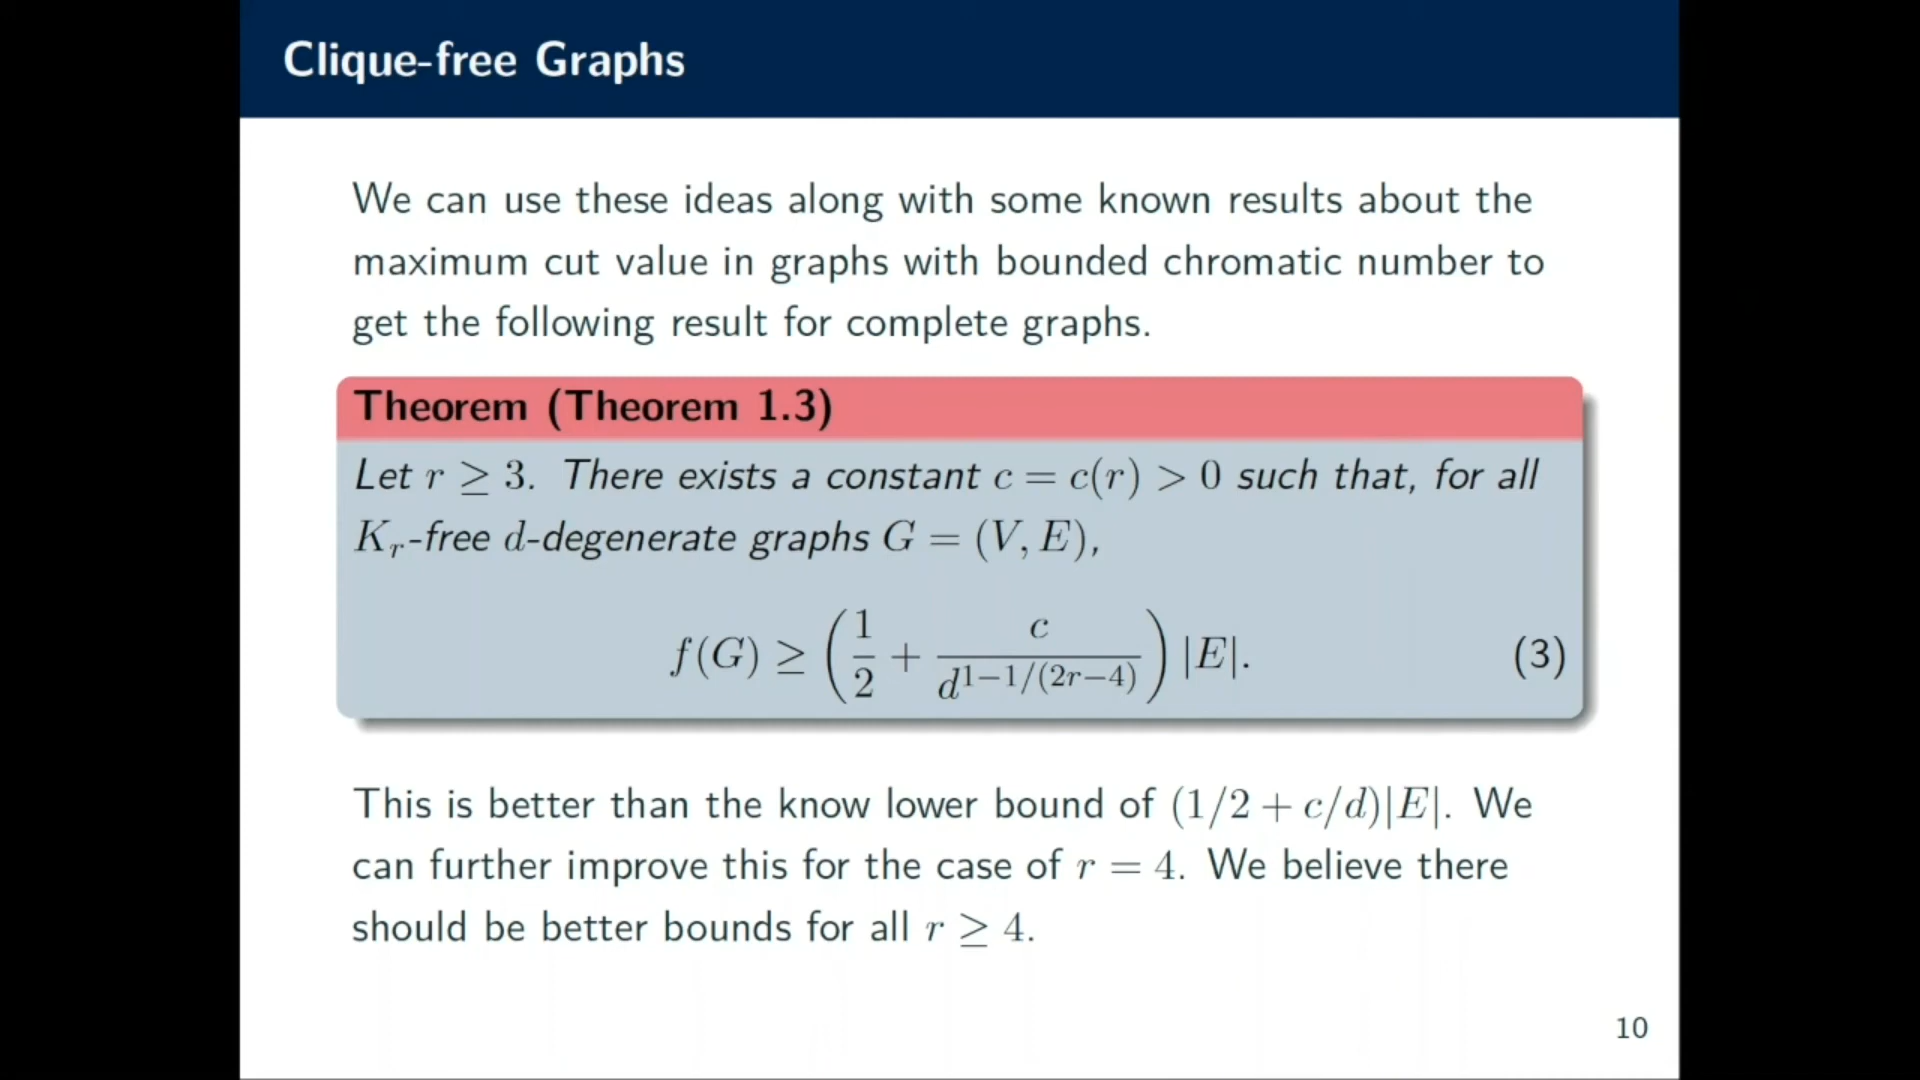 Clique-free Graphs
We can use these ideas along with some known results about the
maximum cut value in graphs with bounded chromatic number to
get the following result for complete graphs.
Theorem (Theorem 1.3)
Let r ≥ 3. There exists a constant c = c(r) > 0 such that, for all
K_r-free d-degenerate graphs G = (V, E),
f(G) ≥ (1/2 + c/d^{1−1/(2r−4)}) |E|. (3)
This is better than the know lower bound of (1/2 + c/d)|E|. We
can further improve this for the case of r = 4. We believe there
should be better bounds for all r ≥ 4.
10